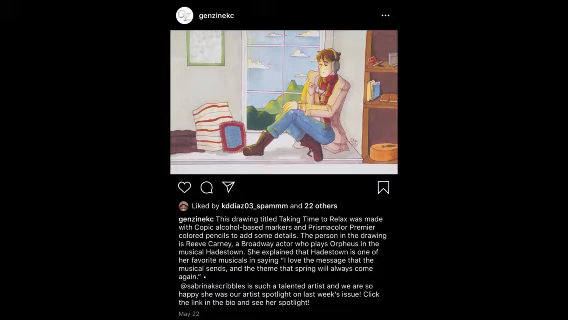 genzinekc
Liked by kddiaz03_spammm and 22 others
genzinekc This drawing titled Taking Time to Relax was made
with Copic alcohol-based markers and Prismacolor Premier
colored pencils to add some details. The person in the drawing
is Reeve Carney, a Broadway actor who plays Orpheus in the
musical Hadestown. She explained that Hadestown is one of
her favorite musicals in saying “I love the message that the
musical sends, and the theme that spring will always come
again.” •
@sabrinakscribbles is such a talented artist and we are so
happy she was our artist spotlight on last week's issue! Click
the link in the bio and see her spotlight!
May 22